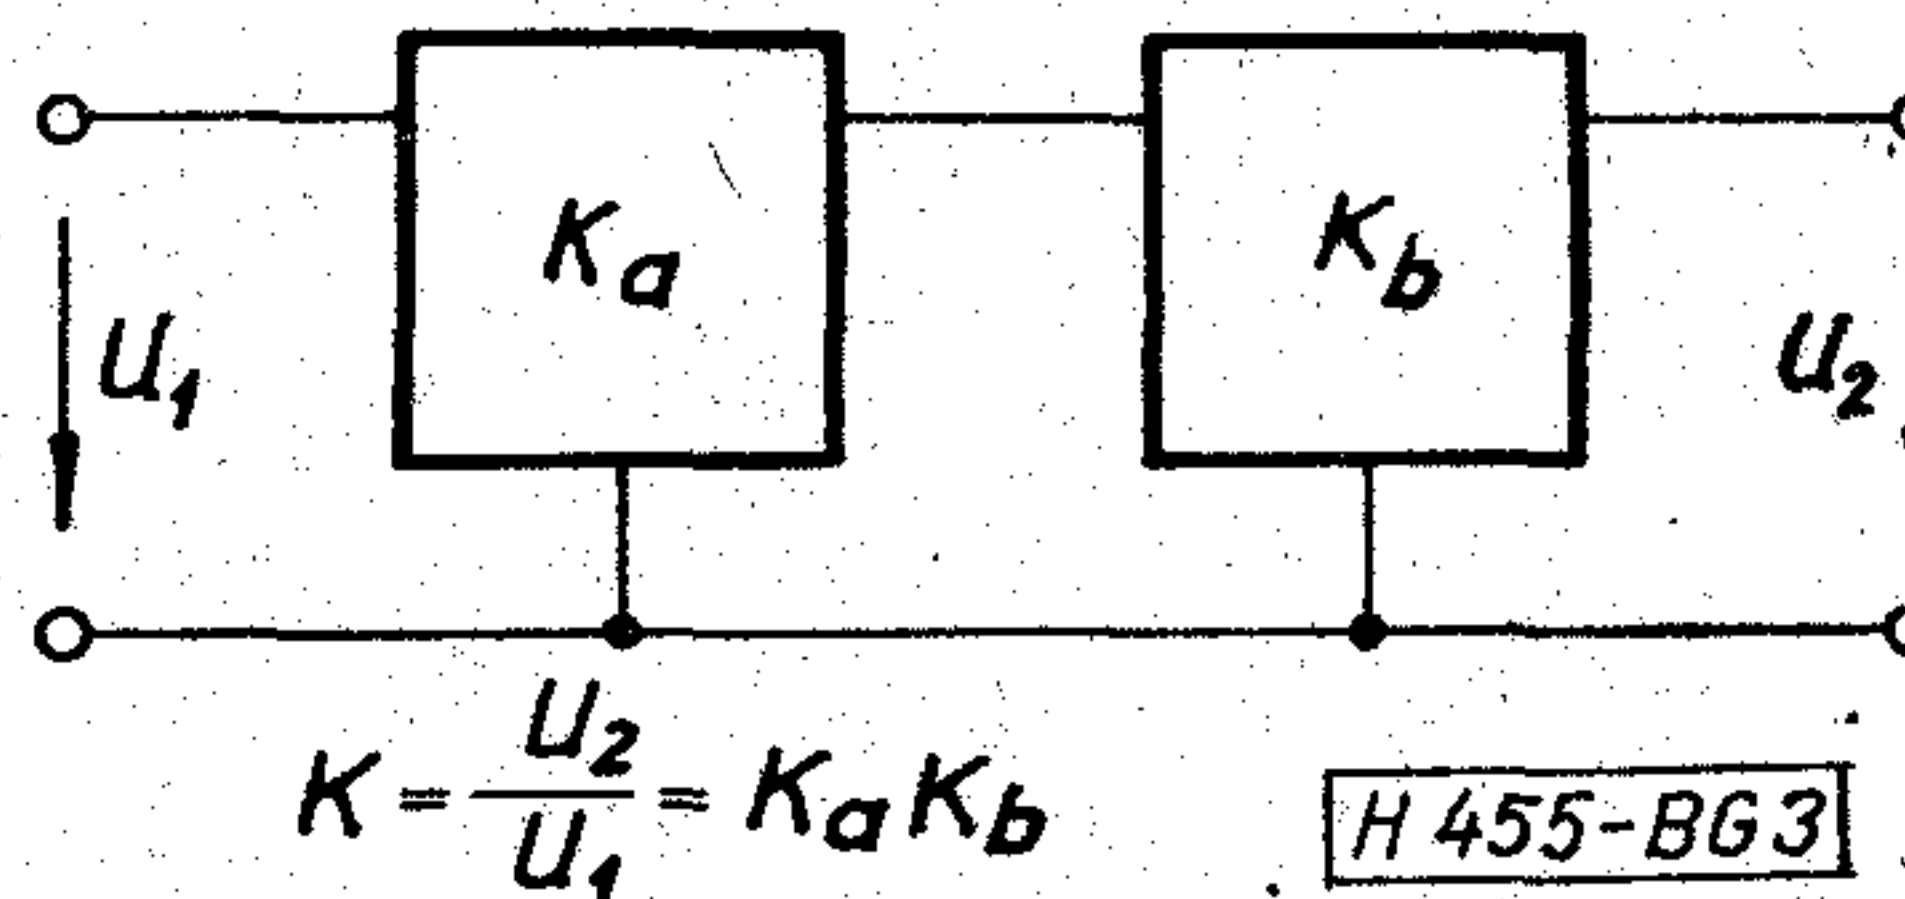 Ka
Kb
U1
U2
K = U2/U1 = KaKb
H 455-BG3